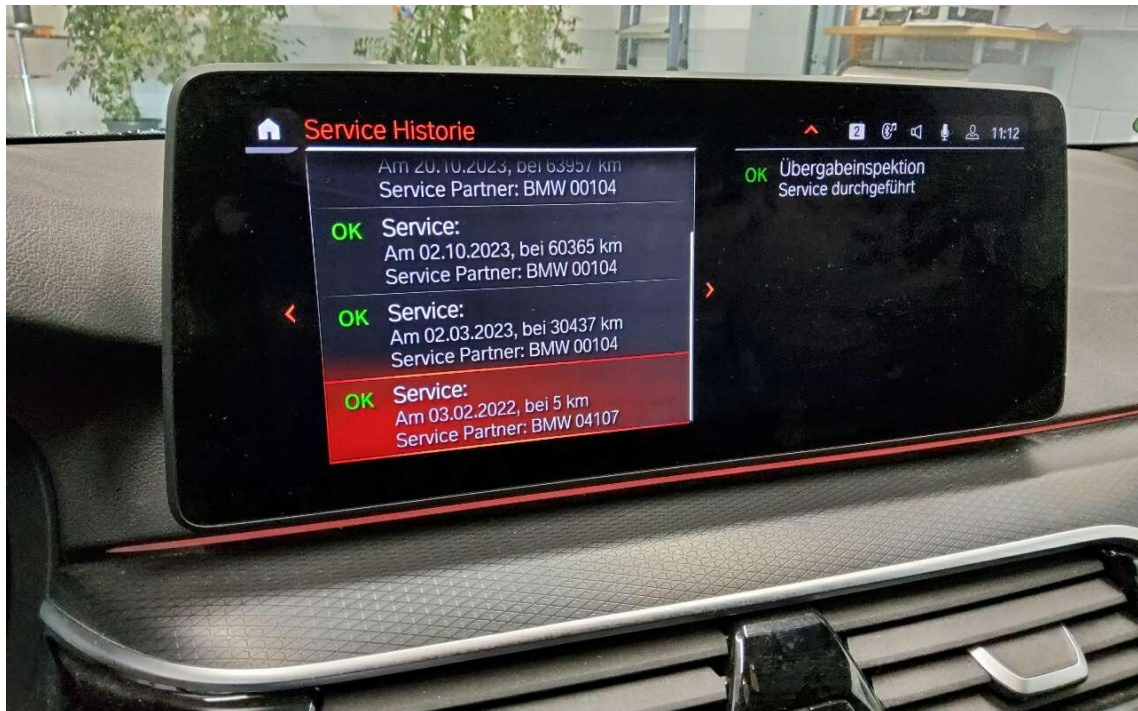 Service Historie
2
11:12
Am 20.10.2023, bei 63957 km
Service Partner: BMW 00104
OK Service:
Am 02.10.2023, bei 60365 km
Service Partner: BMW 00104
OK Service:
Am 02.03.2023, bei 30437 km
Service Partner: BMW 00104
OK Service:
Am 03.02.2022, bei 5 km
Service Partner: BMW 04107
OK Übergabeinspektion
Service durchgeführt